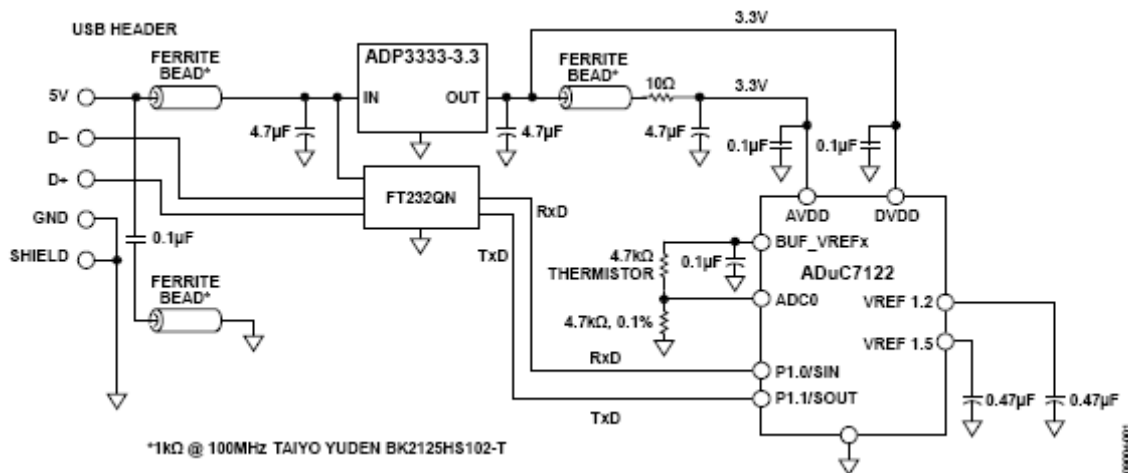 USB HEADER
FERRITE
BEAD*
ADP3333-3.3
IN
OUT
FERRITE
BEAD*
10Ω
3.3V
3.3V
5V
D–
D+
GND
SHIELD
4.7µF
4.7µF
4.7µF
0.1µF
0.1µF
FT232QN
RxD
TxD
0.1µF
FERRITE
BEAD*
AVDD
DVDD
BUF_VREFx
4.7kΩ
THERMISTOR
0.1µF
ADuC7122
ADC0
VREF 1.2
4.7kΩ, 0.1%
VREF 1.5
RxD
P1.0/SIN
P1.1/SOUT
TxD
0.47µF
0.47µF
*1kΩ @ 100MHz TAIYO YUDEN BK2125HS102-T